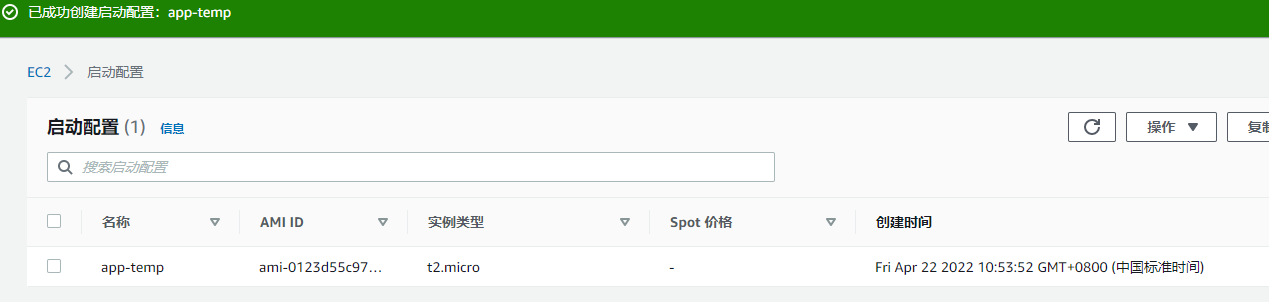 已成功创建启动配置：app-temp
EC2 启动配置
启动配置 (1) 信息 操作
搜索启动配置
名称 AMI ID 实例类型 Spot 价格 创建时间
app-temp ami-0123d55c97... t2.micro - Fri Apr 22 2022 10:53:52 GMT+0800 (中国标准时间)